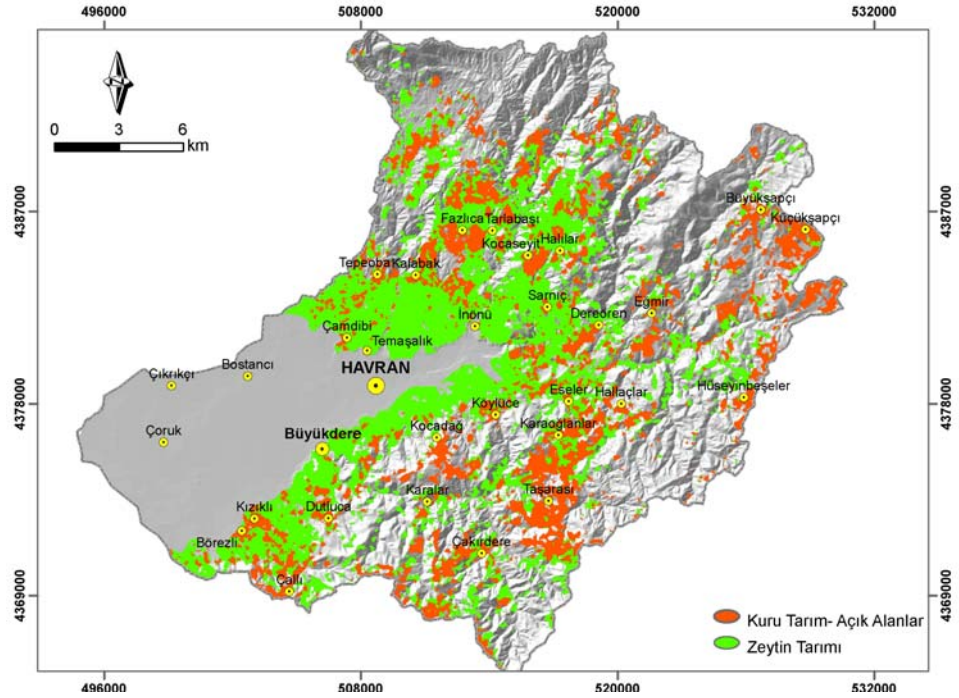 496000 508000 520000 532000
0 3 6
km
4387000
4387000
Büyükşapçı
Küçükşapçı
Fazlıca Tarlabaşı
Kocaseyit Halılar
Tepeoba Kalabak
Sarnıç
Eğmir
Dereören
İnönü
Çamdibi
Temaşalık
HAVRAN
Bostancı
Çıkrıkçı
4378000
4378000
Hüseyinbeşeler
Eseler Hallaçlar
Köylüce
Çoruk
Büyükdere
Kocadağ
Karaoğlanlar
Karalar
Taşarası
Kızıklı
Dutluca
Börezli
Çakırdere
Çallı
4369000
4369000
Kuru Tarım- Açık Alanlar
Zeytin Tarımı
496000 508000 520000 532000